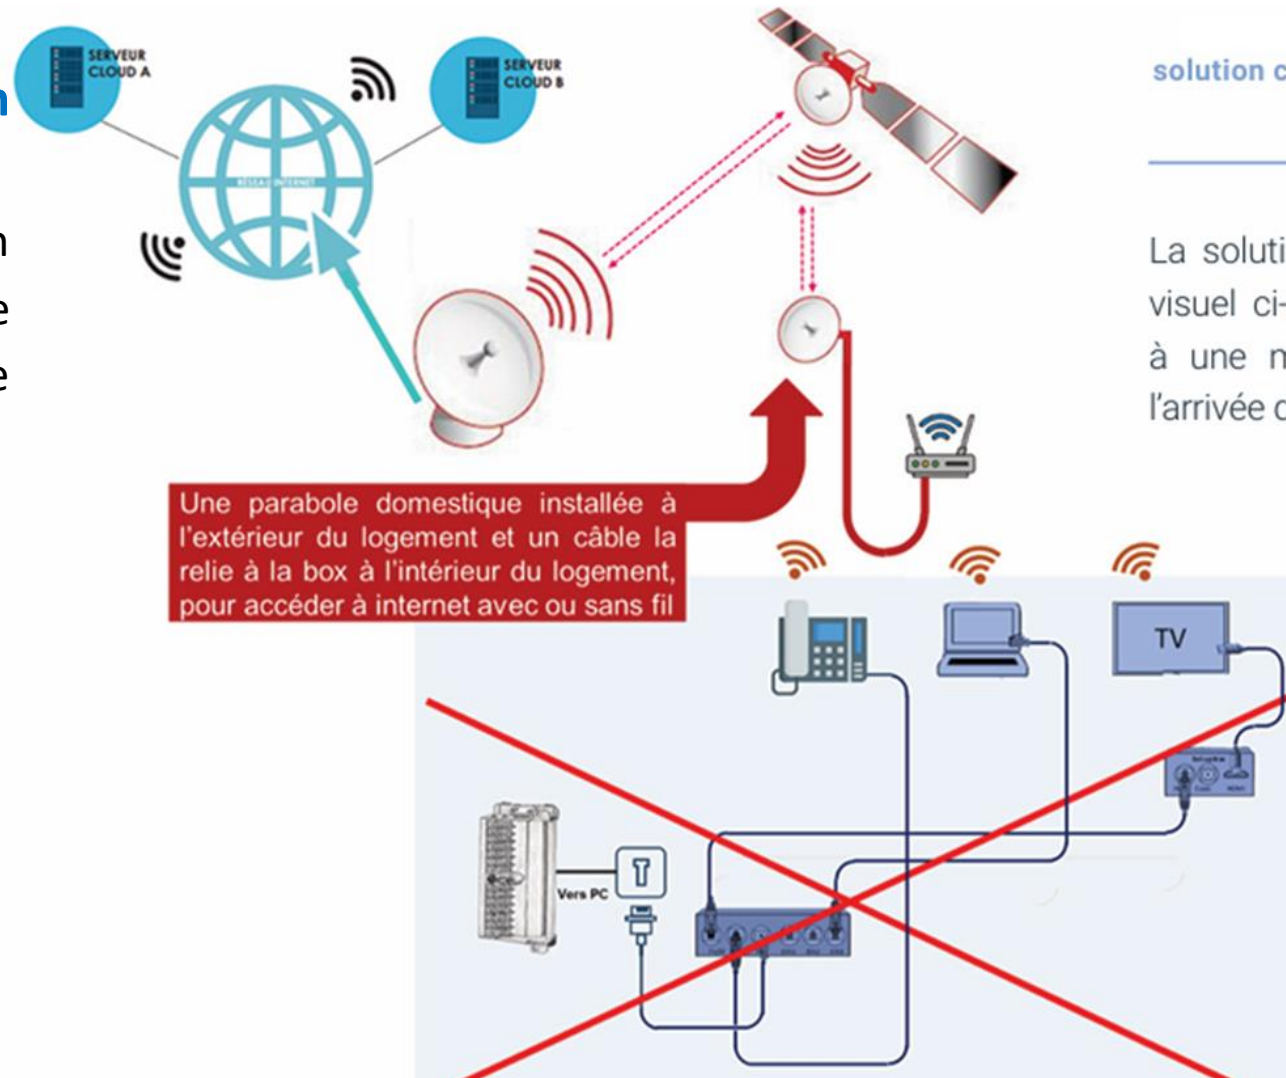 SERVEUR
CLOUD A
SERVEUR
CLOUD B
RÉSEAU INTERNET
n
n
e
e
solution c
La soluti
visuel ci-
à une m
l'arrivée c
Une parabole domestique installée à
l'extérieur du logement et un câble la
relie à la box à l'intérieur du logement,
pour accéder à internet avec ou sans fil
TV
Vers PC